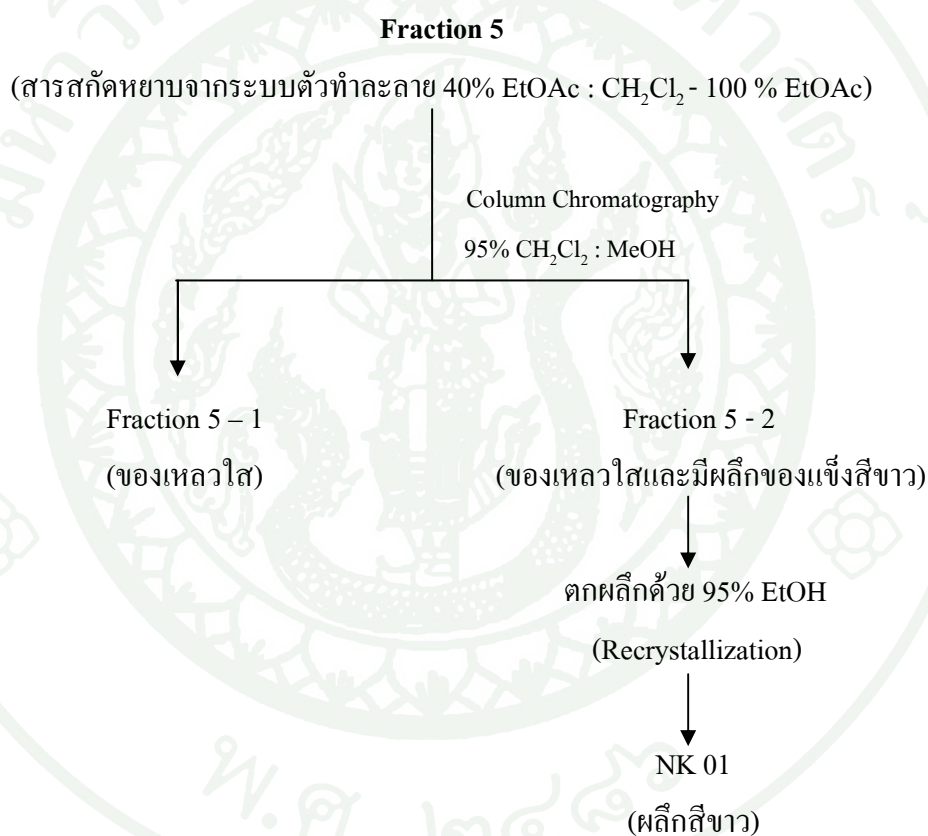 Fraction 5
(สารสกัดหยาบจากระบบตัวทำละลาย 40% EtOAc : CH₂Cl₂ - 100 % EtOAc)
Column Chromatography
95% CH₂Cl₂ : MeOH
Fraction 5 – 1
(ของเหลวใส)
Fraction 5 - 2
(ของเหลวใสและมีผลึกของแข็งสีขาว)
ตกผลึกด้วย 95% EtOH
(Recrystallization)
NK 01
(ผลึกสีขาว)